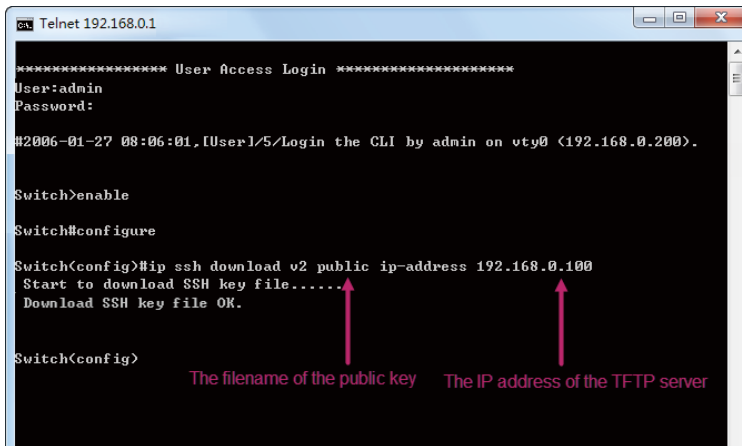 Telnet 192.168.0.1
***************** User Access Login ********************
User:admin
Password:
#2006-01-27 08:06:01,[User]/5/Login the CLI by admin on vty0 (192.168.0.200).
Switch>enable
Switch#configure
Switch(config)#ip ssh download v2 public ip-address 192.168.0.100
Start to download SSH key file......
Download SSH key file OK.
Switch(config)
The filename of the public key
The IP address of the TFTP server